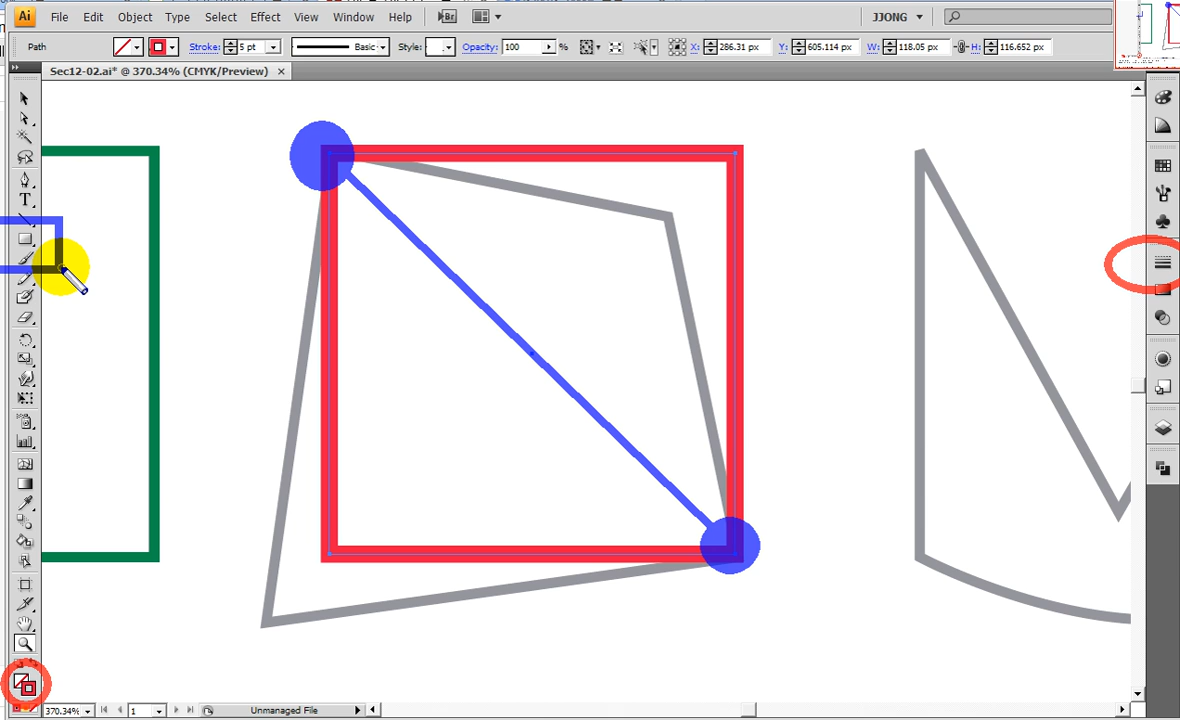 Ai File Edit Object Type Select Effect View Window Help Br JJONG
Path Stroke: 5 pt Basic Style: Opacity: 100 % X: 286.31 px Y: 605.114 px W: 118.05 px H: 116.652 px
Sec12-02.ai* @ 370.34% (CMYK/Preview) ×
T
370.34% 1 Unmanaged File